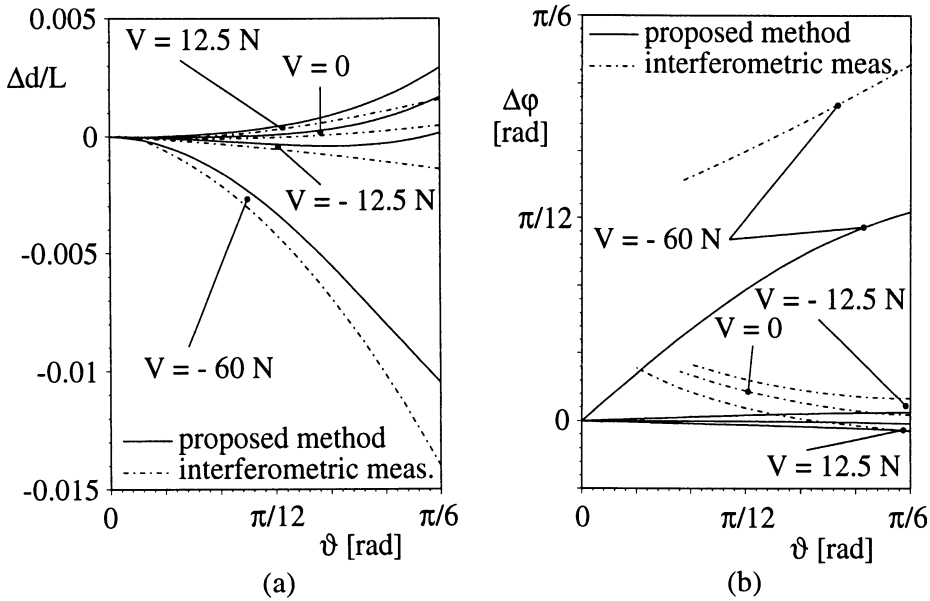 0.005
V = 12.5 N
V = 0
Δd/L
0
V = - 12.5 N
-0.005
V = - 60 N
-0.01
proposed method
interferometric meas.
-0.015
0
π/12
π/6
ϑ [rad]
(a)
π/6
proposed method
interferometric meas.
Δφ
[rad]
π/12
V = - 60 N
V = - 12.5 N
V = 0
0
V = 12.5 N
0
π/12
π/6
ϑ [rad]
(b)